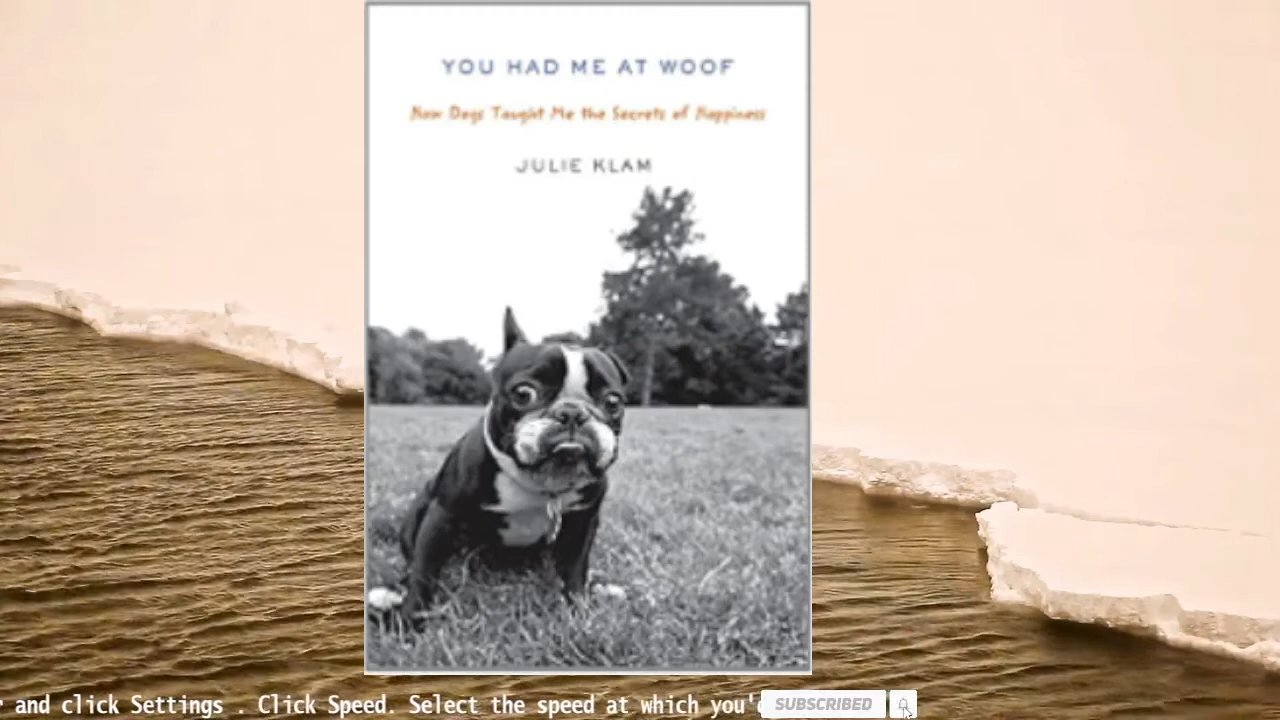 YOU HAD ME AT WOOF
How Dogs Taught Me the Secrets of Happiness
JULIE KLAM
and click Settings . Click Speed. Select the speed at which you'd
SUBSCRIBED